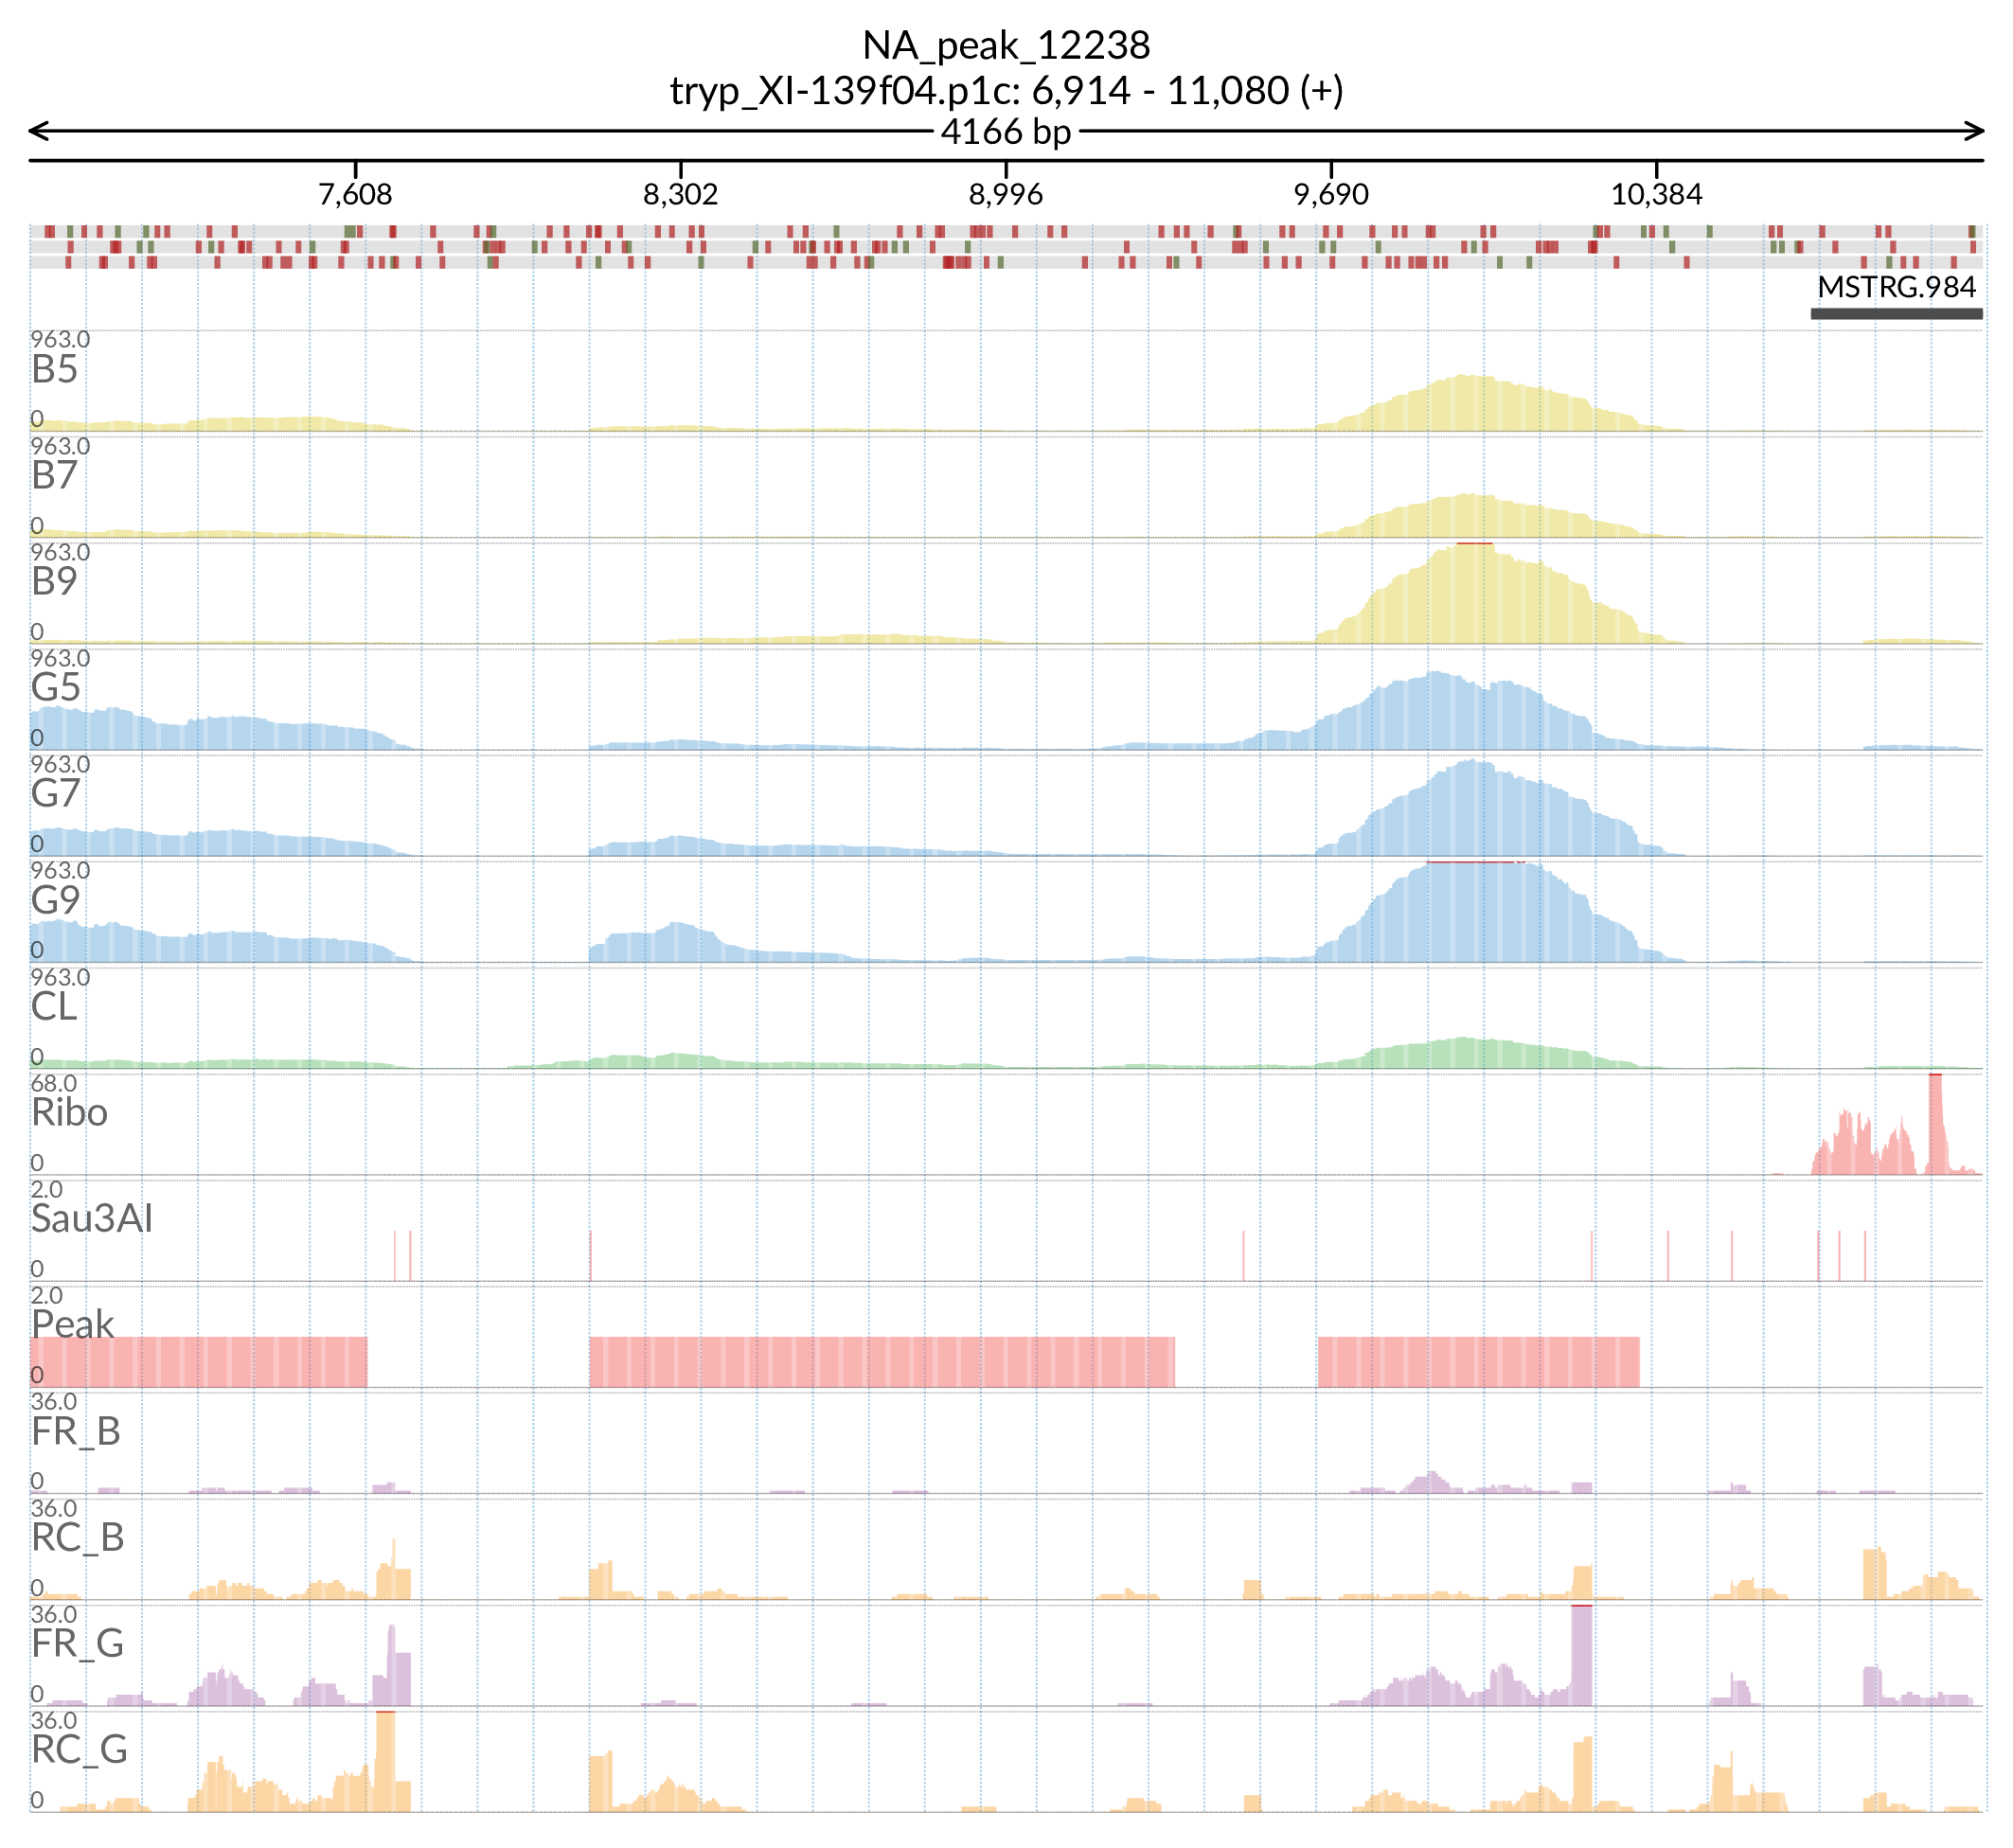 NA_peak_12238
tryp_XI-139f04.p1c: 6,914 - 11,080 (+)
4166 bp
7,608 8,302 8,996 9,690 10,384
MSTRG.984
963.0
B5
0
963.0
B7
0
963.0
B9
0
963.0
G5
0
963.0
G7
0
963.0
G9
0
963.0
CL
0
68.0
Ribo
0
2.0
Sau3AI
0
2.0
Peak
0
36.0
FR_B
0
36.0
RC_B
0
36.0
FR_G
0
36.0
RC_G
0